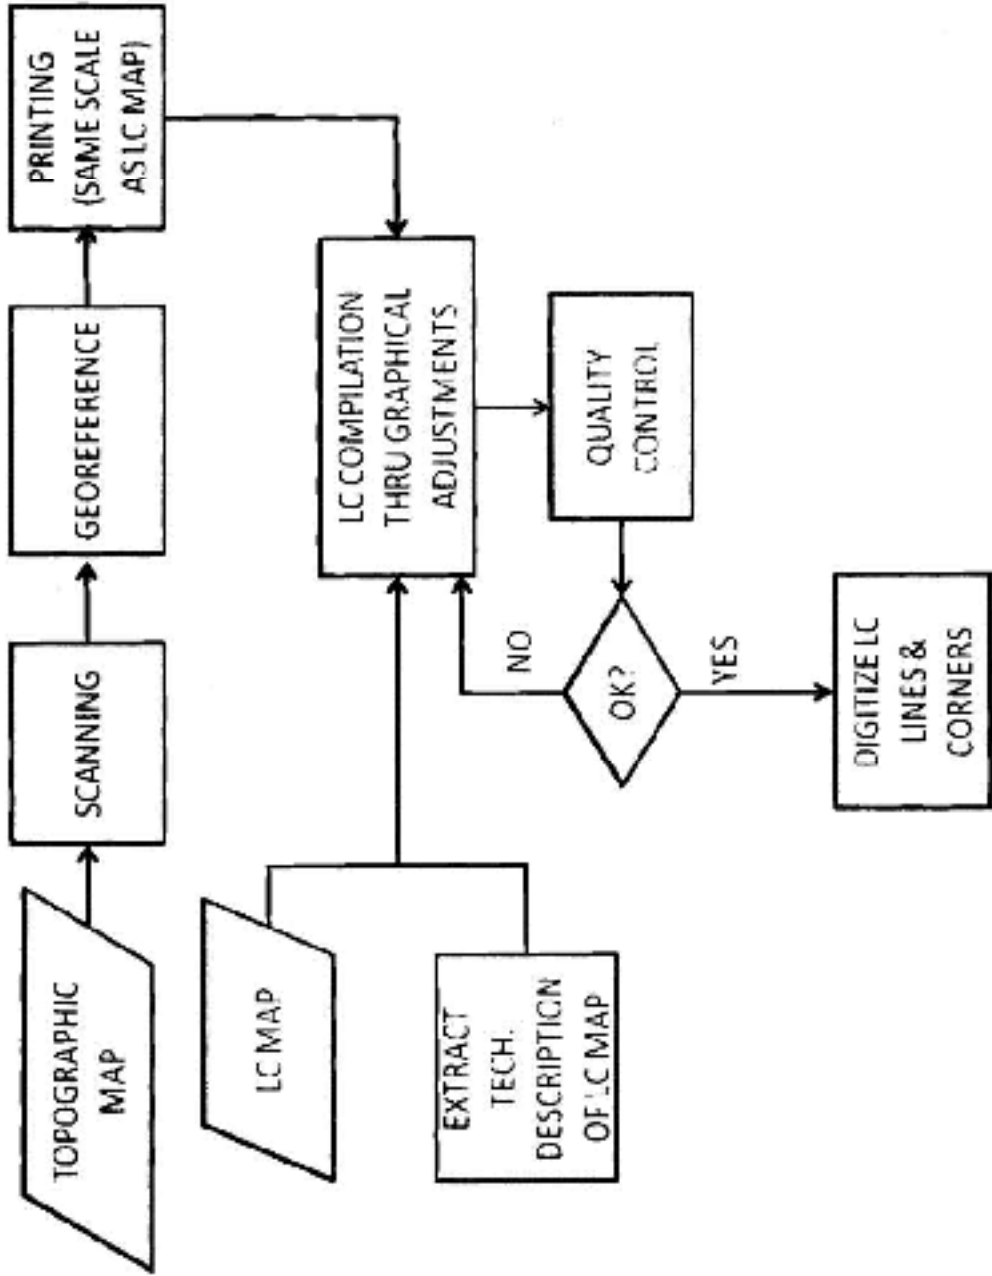 TOPOGRAPHIC
MAP
SCANNING
GEOREFERENCE
PRINTING
(SAME SCALE
AS LC MAP)
LC MAP
EXTRACT
TECH.
DESCRIPTION
OF LC MAP
LC COMPILATION
THRU GRAPHICAL
ADJUSTMENTS
QUALITY
CONTROL
OK?
NO
YES
DIGITIZE LC
LINES &
CORNERS